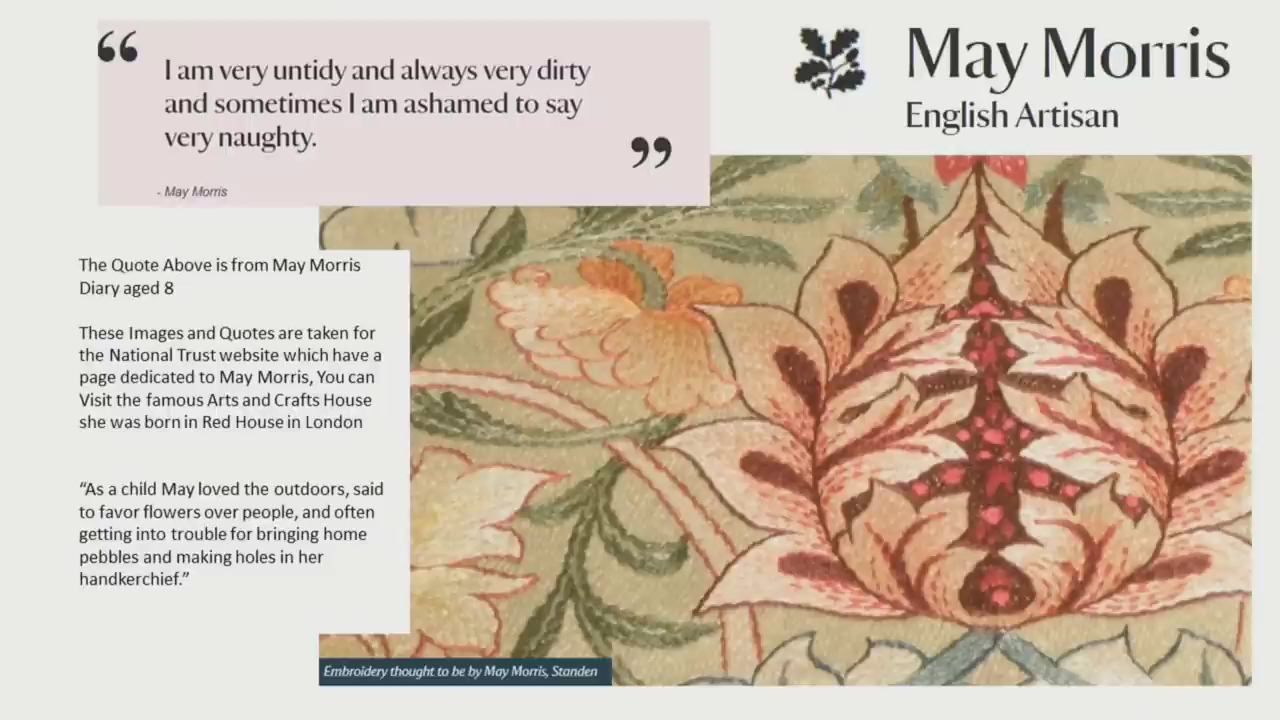 “
I am very untidy and always very dirty
and sometimes I am ashamed to say
very naughty.
”
- May Morris
May Morris
English Artisan
The Quote Above is from May Morris
Diary aged 8
These Images and Quotes are taken for
the National Trust website which have a
page dedicated to May Morris, You can
Visit the famous Arts and Crafts House
she was born in Red House in London
“As a child May loved the outdoors, said
to favor flowers over people, and often
getting into trouble for bringing home
pebbles and making holes in her
handkerchief.”
Embroidery thought to be by May Morris, Standen